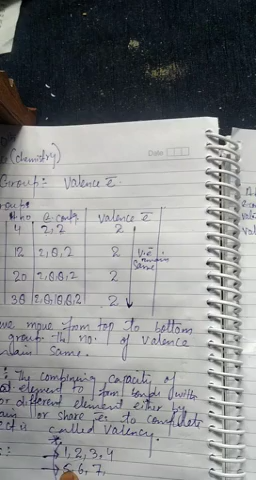 (chemistry)
Date
Group: Valence e̅
At.no e̅ config Valence e̅
4 2,2 2
12 2,8,2 2 V.e̅ remain same
20 2,8,8,2 2
38 2,8,18,8,2 2
we move from top to bottom
group the no. of valence
same.
: The combining capacity of
element to form bonds with
or different element either by
or share e̅s to complete
is called Valency.
→ 1, 2, 3, 4
→ 5, 6, 7,